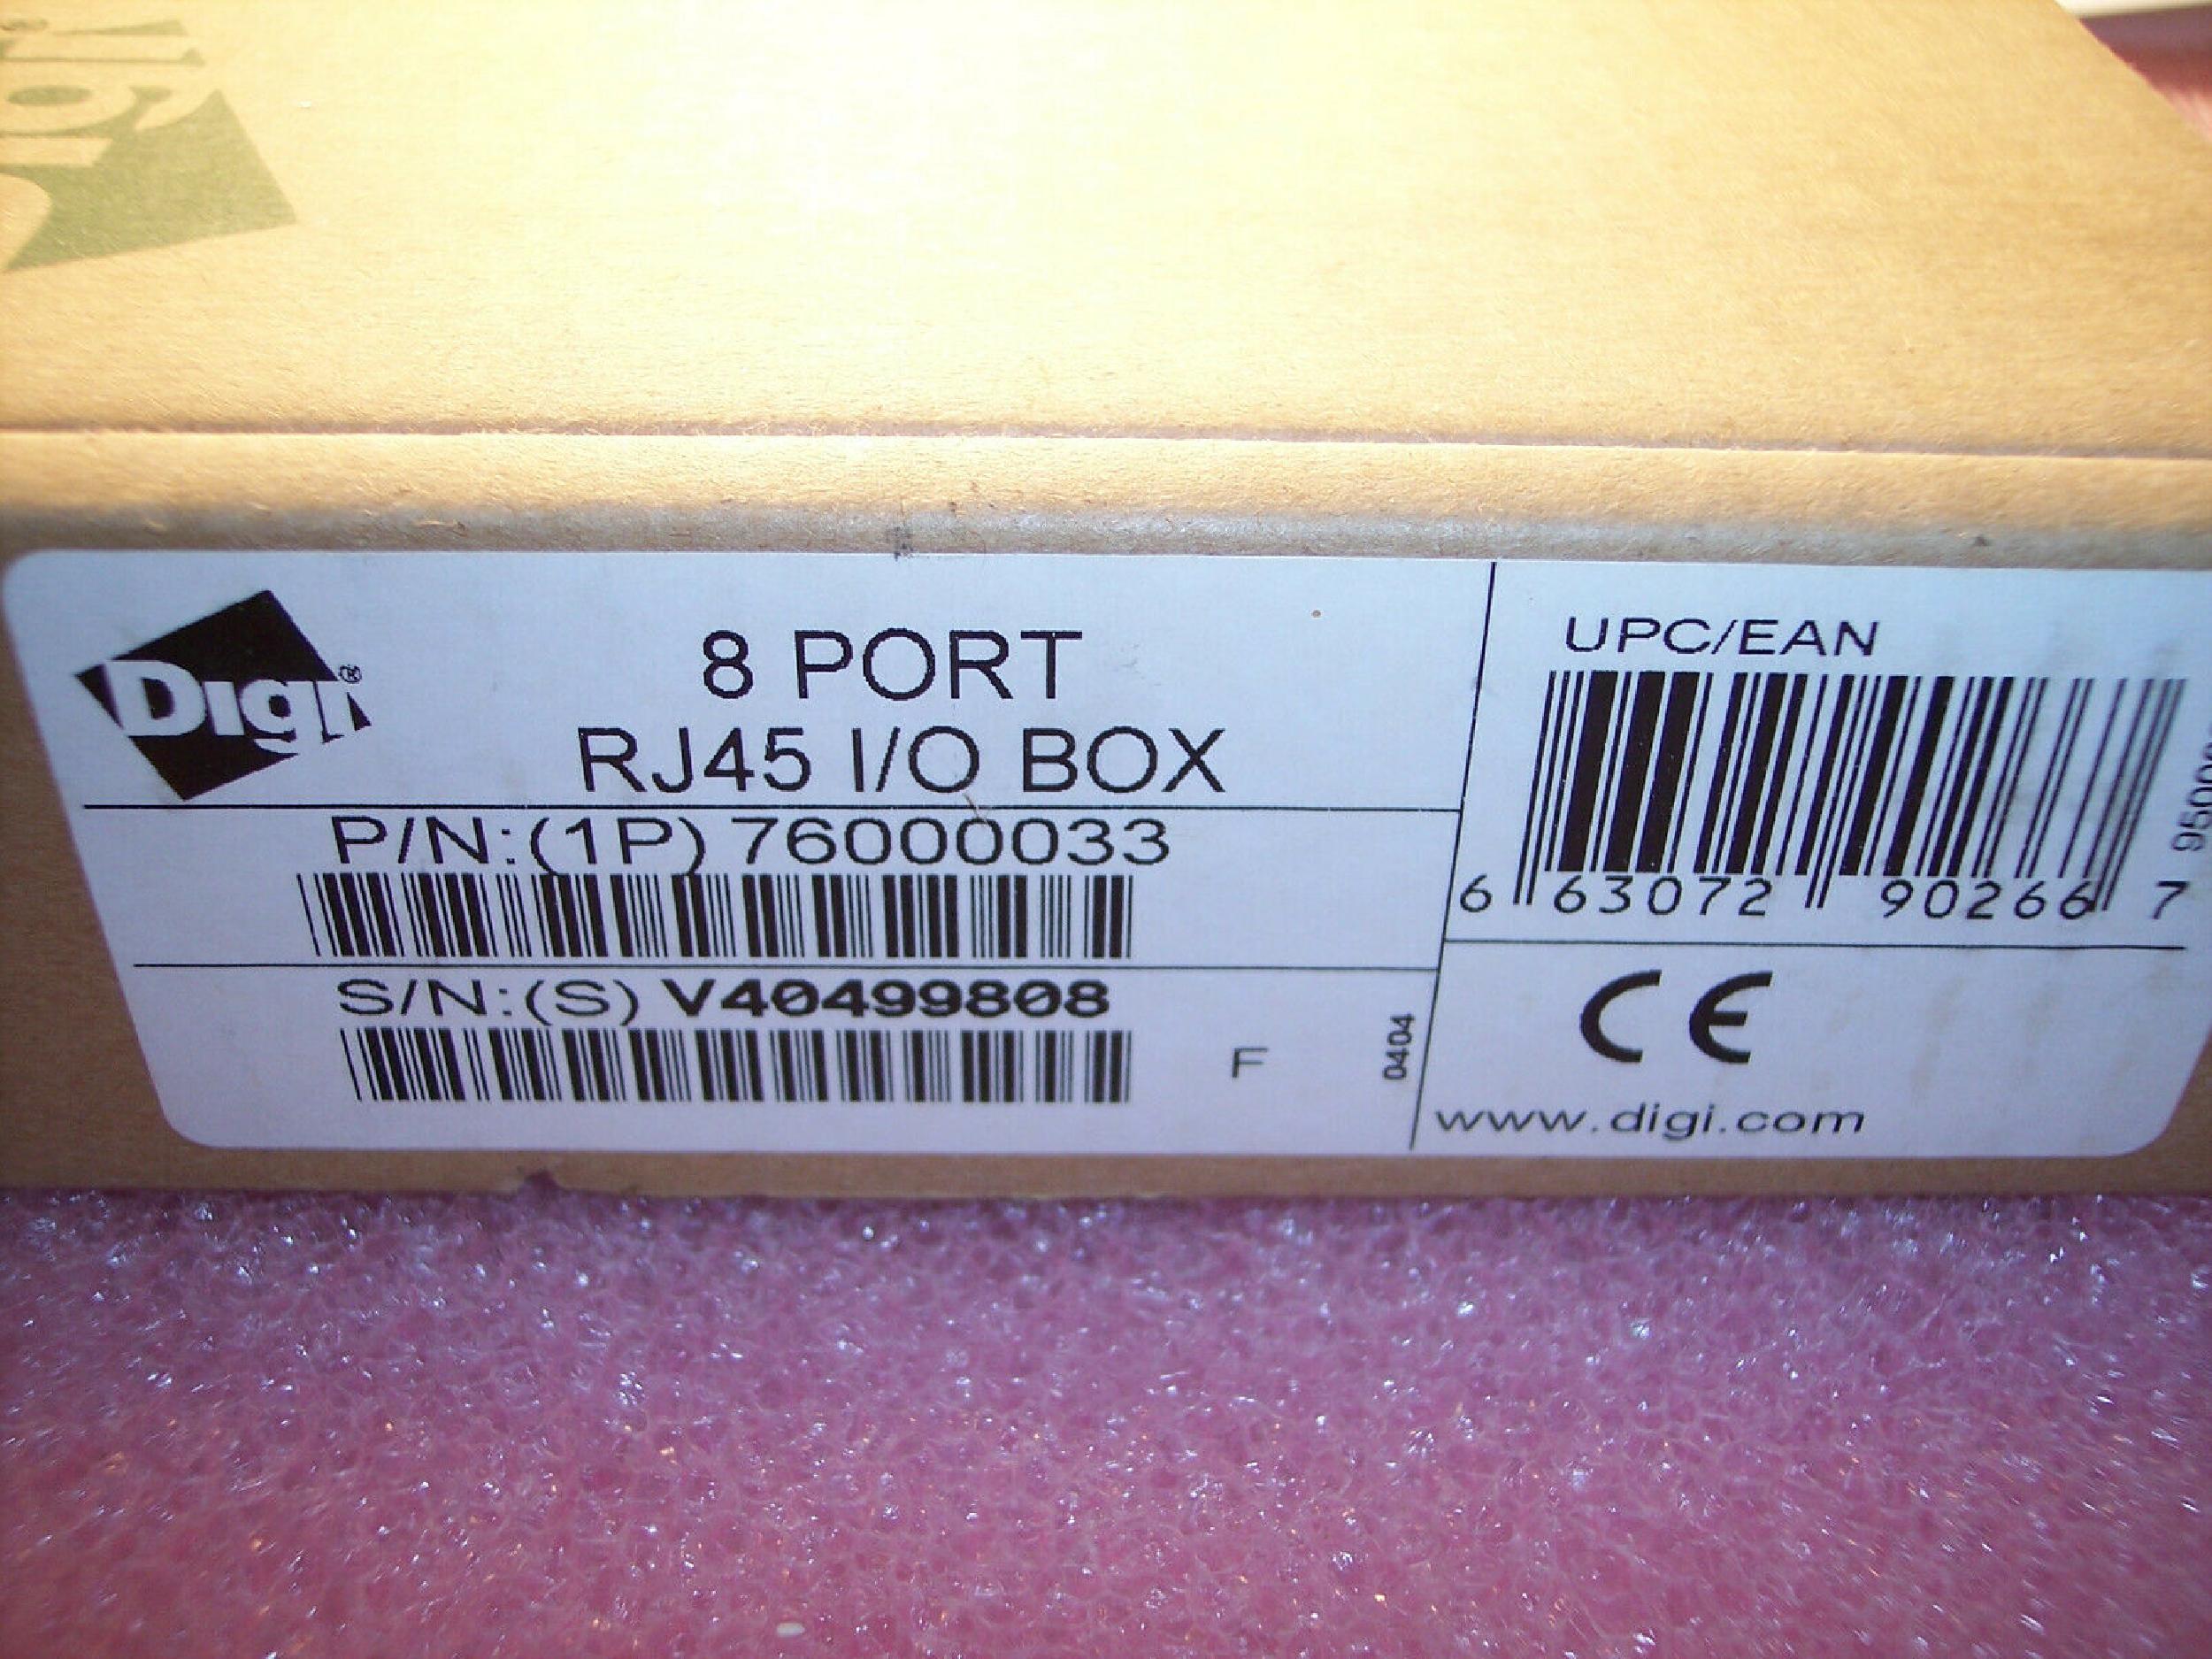 Digi®
8 PORT
RJ45 I/O BOX
P/N:(1P) 76000033
S/N:(S) V40499808
F
0404
UPC/EAN
6 63072 90266 7
CE
www.digi.com